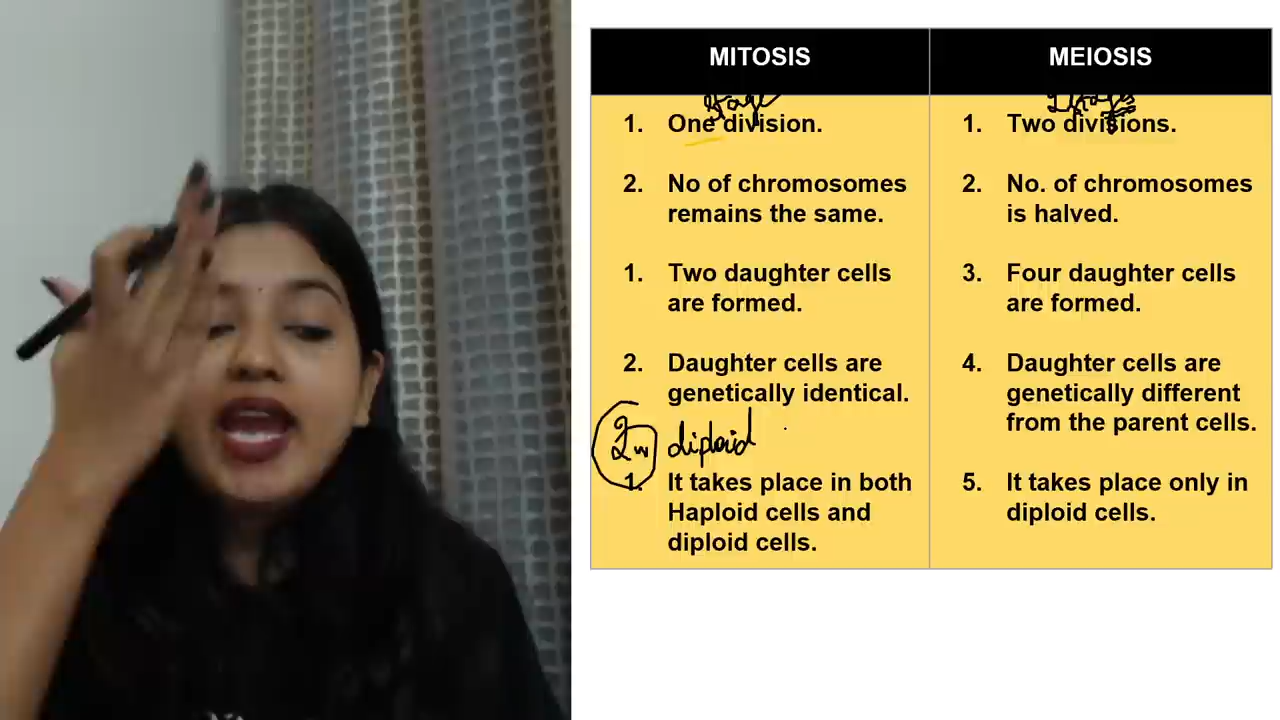 MITOSIS
MEIOSIS
Stage
1. One division.
1. Two divisions.
2. No of chromosomes
remains the same.
2. No. of chromosomes
is halved.
1. Two daughter cells
are formed.
3. Four daughter cells
are formed.
2. Daughter cells are
genetically identical.
4. Daughter cells are
genetically different
from the parent cells.
2n diploid
1. It takes place in both
Haploid cells and
diploid cells.
5. It takes place only in
diploid cells.